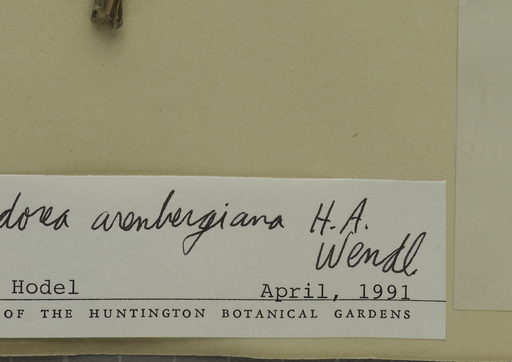 dorea arenbergiana H.A.
Wendl.
Hodel April, 1991
OF THE HUNTINGTON BOTANICAL GARDENS